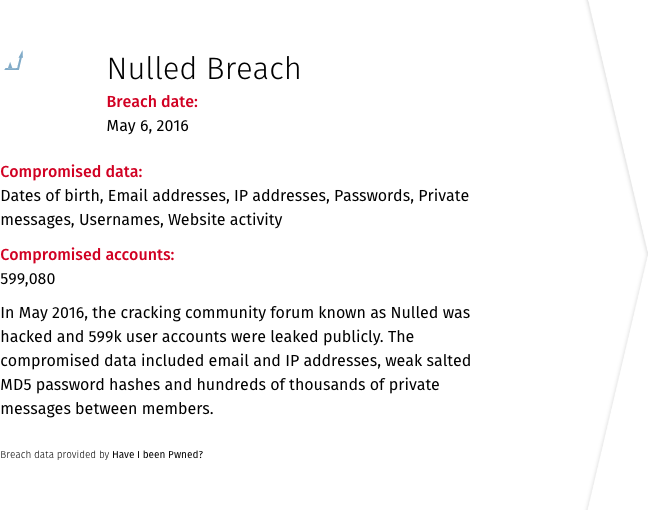 Nulled Breach
Breach date:
May 6, 2016
Compromised data:
Dates of birth, Email addresses, IP addresses, Passwords, Private
messages, Usernames, Website activity
Compromised accounts:
599,080
In May 2016, the cracking community forum known as Nulled was
hacked and 599k user accounts were leaked publicly. The
compromised data included email and IP addresses, weak salted
MD5 password hashes and hundreds of thousands of private
messages between members.
Breach data provided by Have I been Pwned?